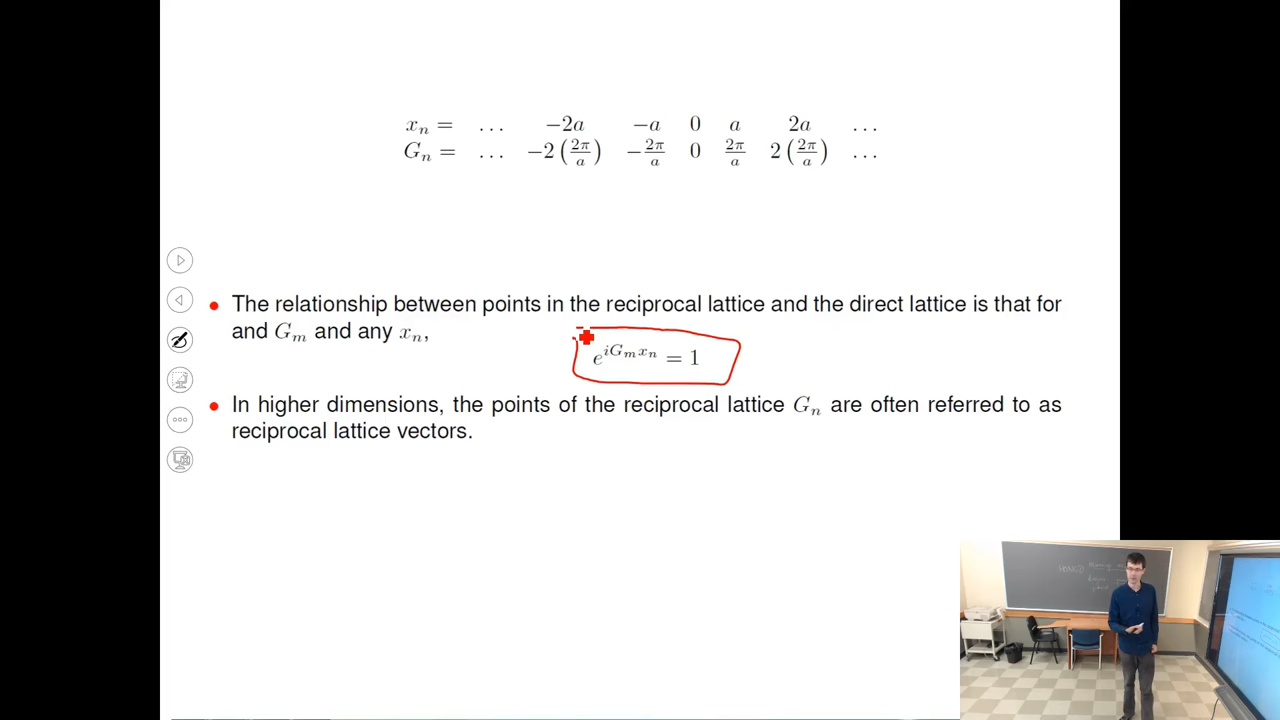 xₙ = … −2a −a 0 a 2a …
Gₙ = … −2(2π/a) −2π/a 0 2π/a 2(2π/a) …
• The relationship between points in the reciprocal lattice and the direct lattice is that for
and Gₘ and any xₙ,
e^{iGₘxₙ} = 1
• In higher dimensions, the points of the reciprocal lattice Gₙ are often referred to as
reciprocal lattice vectors.